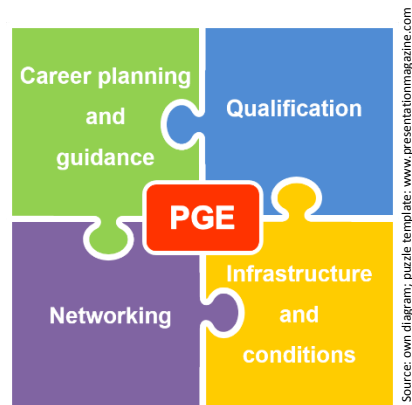 Career planning
and
guidance
Qualification
PGE
Networking
Infrastructure
and
conditions
Source: own diagram; puzzle template: www.presentationmagazine.com